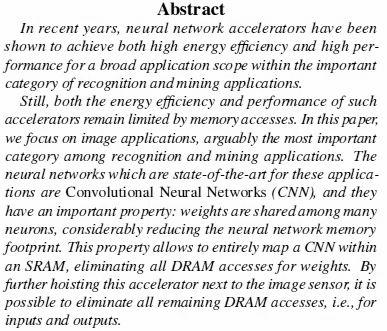 Abstract
In recent years, neural network accelerators have been
shown to achieve both high energy efficiency and high per-
formance for a broad application scope within the important
category of recognition and mining applications.
Still, both the energy efficiency and performance of such
accelerators remain limited by memory accesses. In this paper,
we focus on image applications, arguably the most important
category among recognition and mining applications. The
neural networks which are state-of-the-art for these applica-
tions are Convolutional Neural Networks (CNN), and they
have an important property: weights are shared among many
neurons, considerably reducing the neural network memory
footprint. This property allows to entirely map a CNN within
an SRAM, eliminating all DRAM accesses for weights. By
further hoisting this accelerator next to the image sensor, it is
possible to eliminate all remaining DRAM accesses, i.e., for
inputs and outputs.